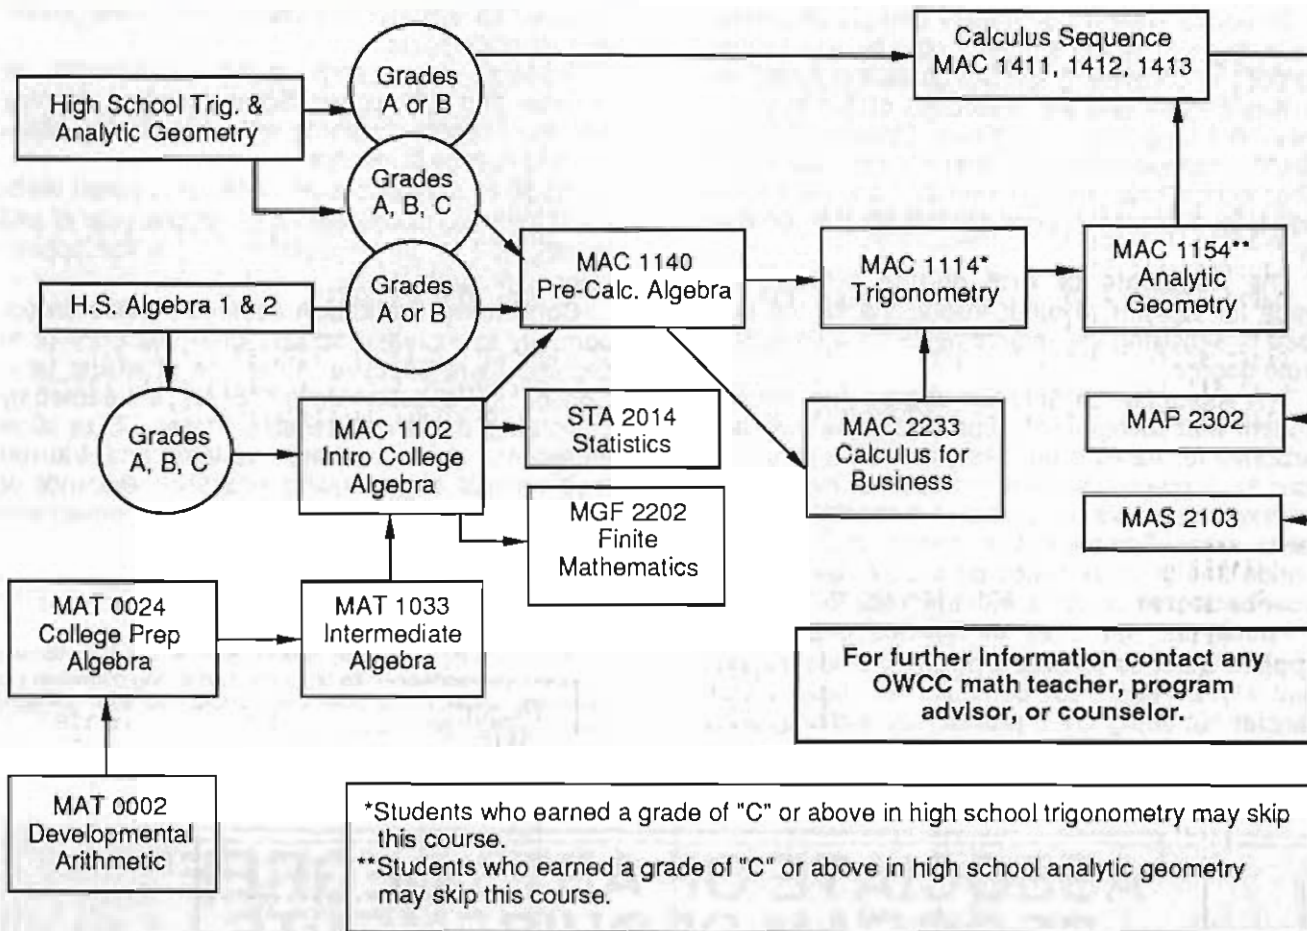 Grades
A or B
Calculus Sequence
MAC 1411, 1412, 1413
High School Trig. &
Analytic Geometry
Grades
A, B, C
MAC 1140
Pre-Calc. Algebra
MAC 1114*
Trigonometry
MAC 1154**
Analytic
Geometry
H.S. Algebra 1 & 2
Grades
A or B
Grades
A, B, C
MAC 1102
Intro College
Algebra
STA 2014
Statistics
MAC 2233
Calculus for
Business
MAP 2302
MAS 2103
MGF 2202
Finite
Mathematics
MAT 0024
College Prep
Algebra
MAT 1033
Intermediate
Algebra
For further Information contact any
OWCC math teacher, program
advisor, or counselor.
MAT 0002
Developmental
Arithmetic
*Students who earned a grade of "C" or above in high school trigonometry may skip
this course.
**Students who earned a grade of "C" or above in high school analytic geometry
may skip this course.